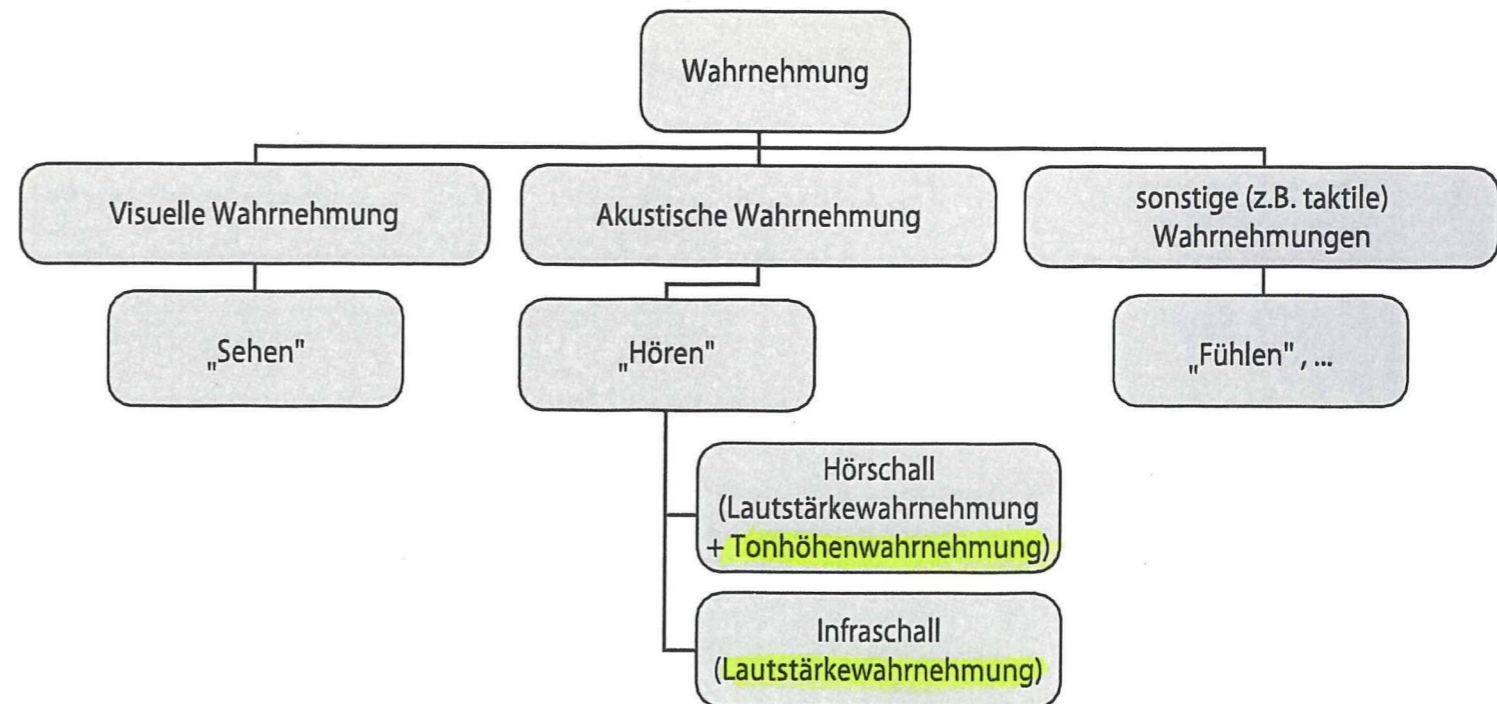 Wahrnehmung
Visuelle Wahrnehmung
Akustische Wahrnehmung
sonstige (z.B. taktile)
Wahrnehmungen
„Sehen"
„Hören"
„Fühlen" , ...
Hörschall
(Lautstärkewahrnehmung
+ Tonhöhenwahrnehmung)
Infraschall
(Lautstärkewahrnehmung)